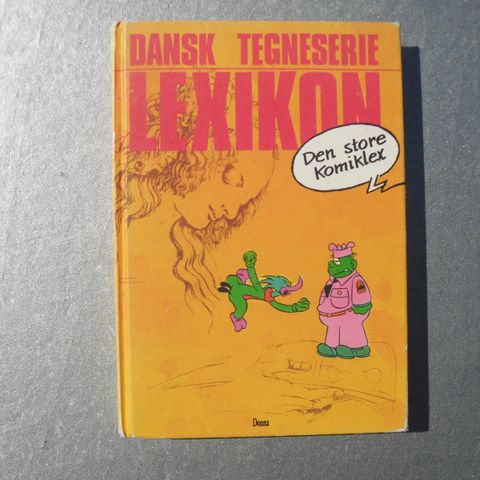 DANSK TEGNESERIE
LEXIKON
Den store
Komiklex
Donna